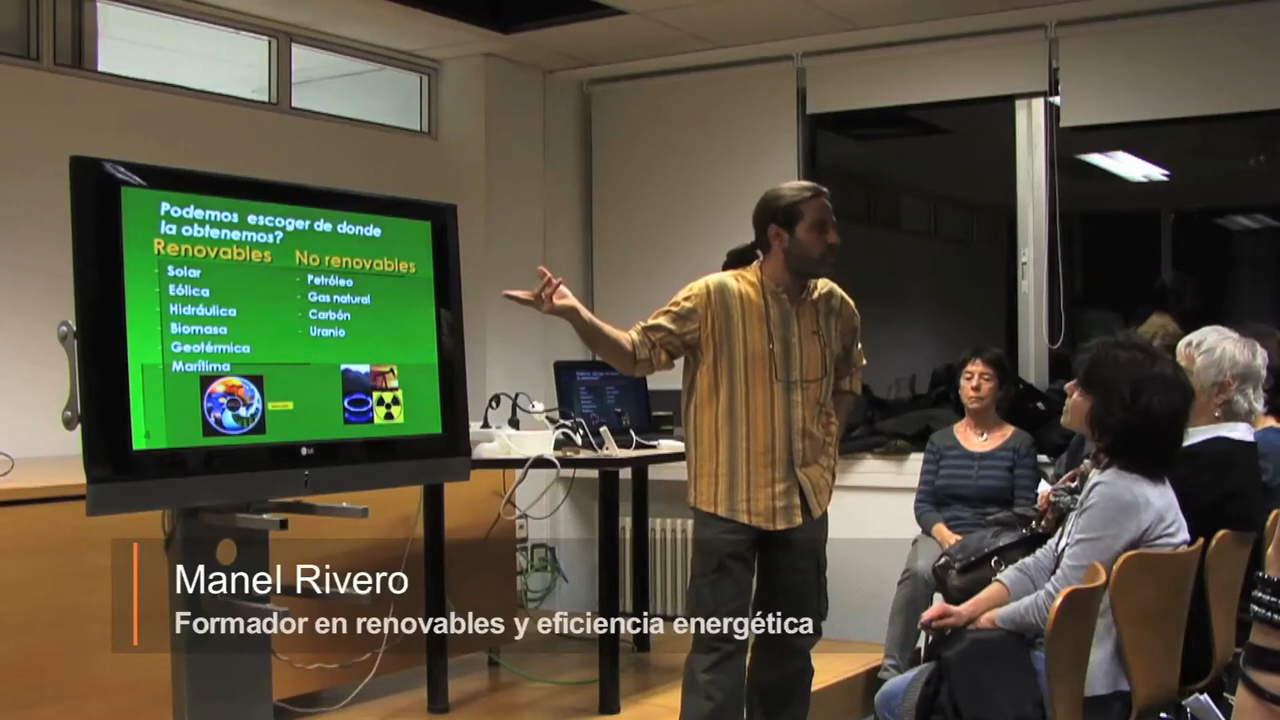 Podemos escoger de donde
la obtenemos?
Renovables
- Solar
- Eólica
- Hidráulica
- Biomasa
- Geotérmica
- Marítima
No renovables
- Petróleo
- Gas natural
- Carbón
- Uranio
LG
Manel Rivero
Formador en renovables y eficiencia energética